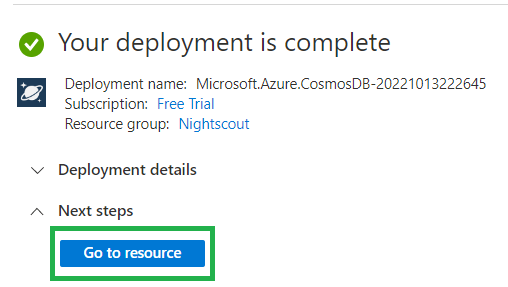 Your deployment is complete
Deployment name: Microsoft.Azure.CosmosDB-20221013222645
Subscription: Free Trial
Resource group: Nightscout
Deployment details
Next steps
Go to resource